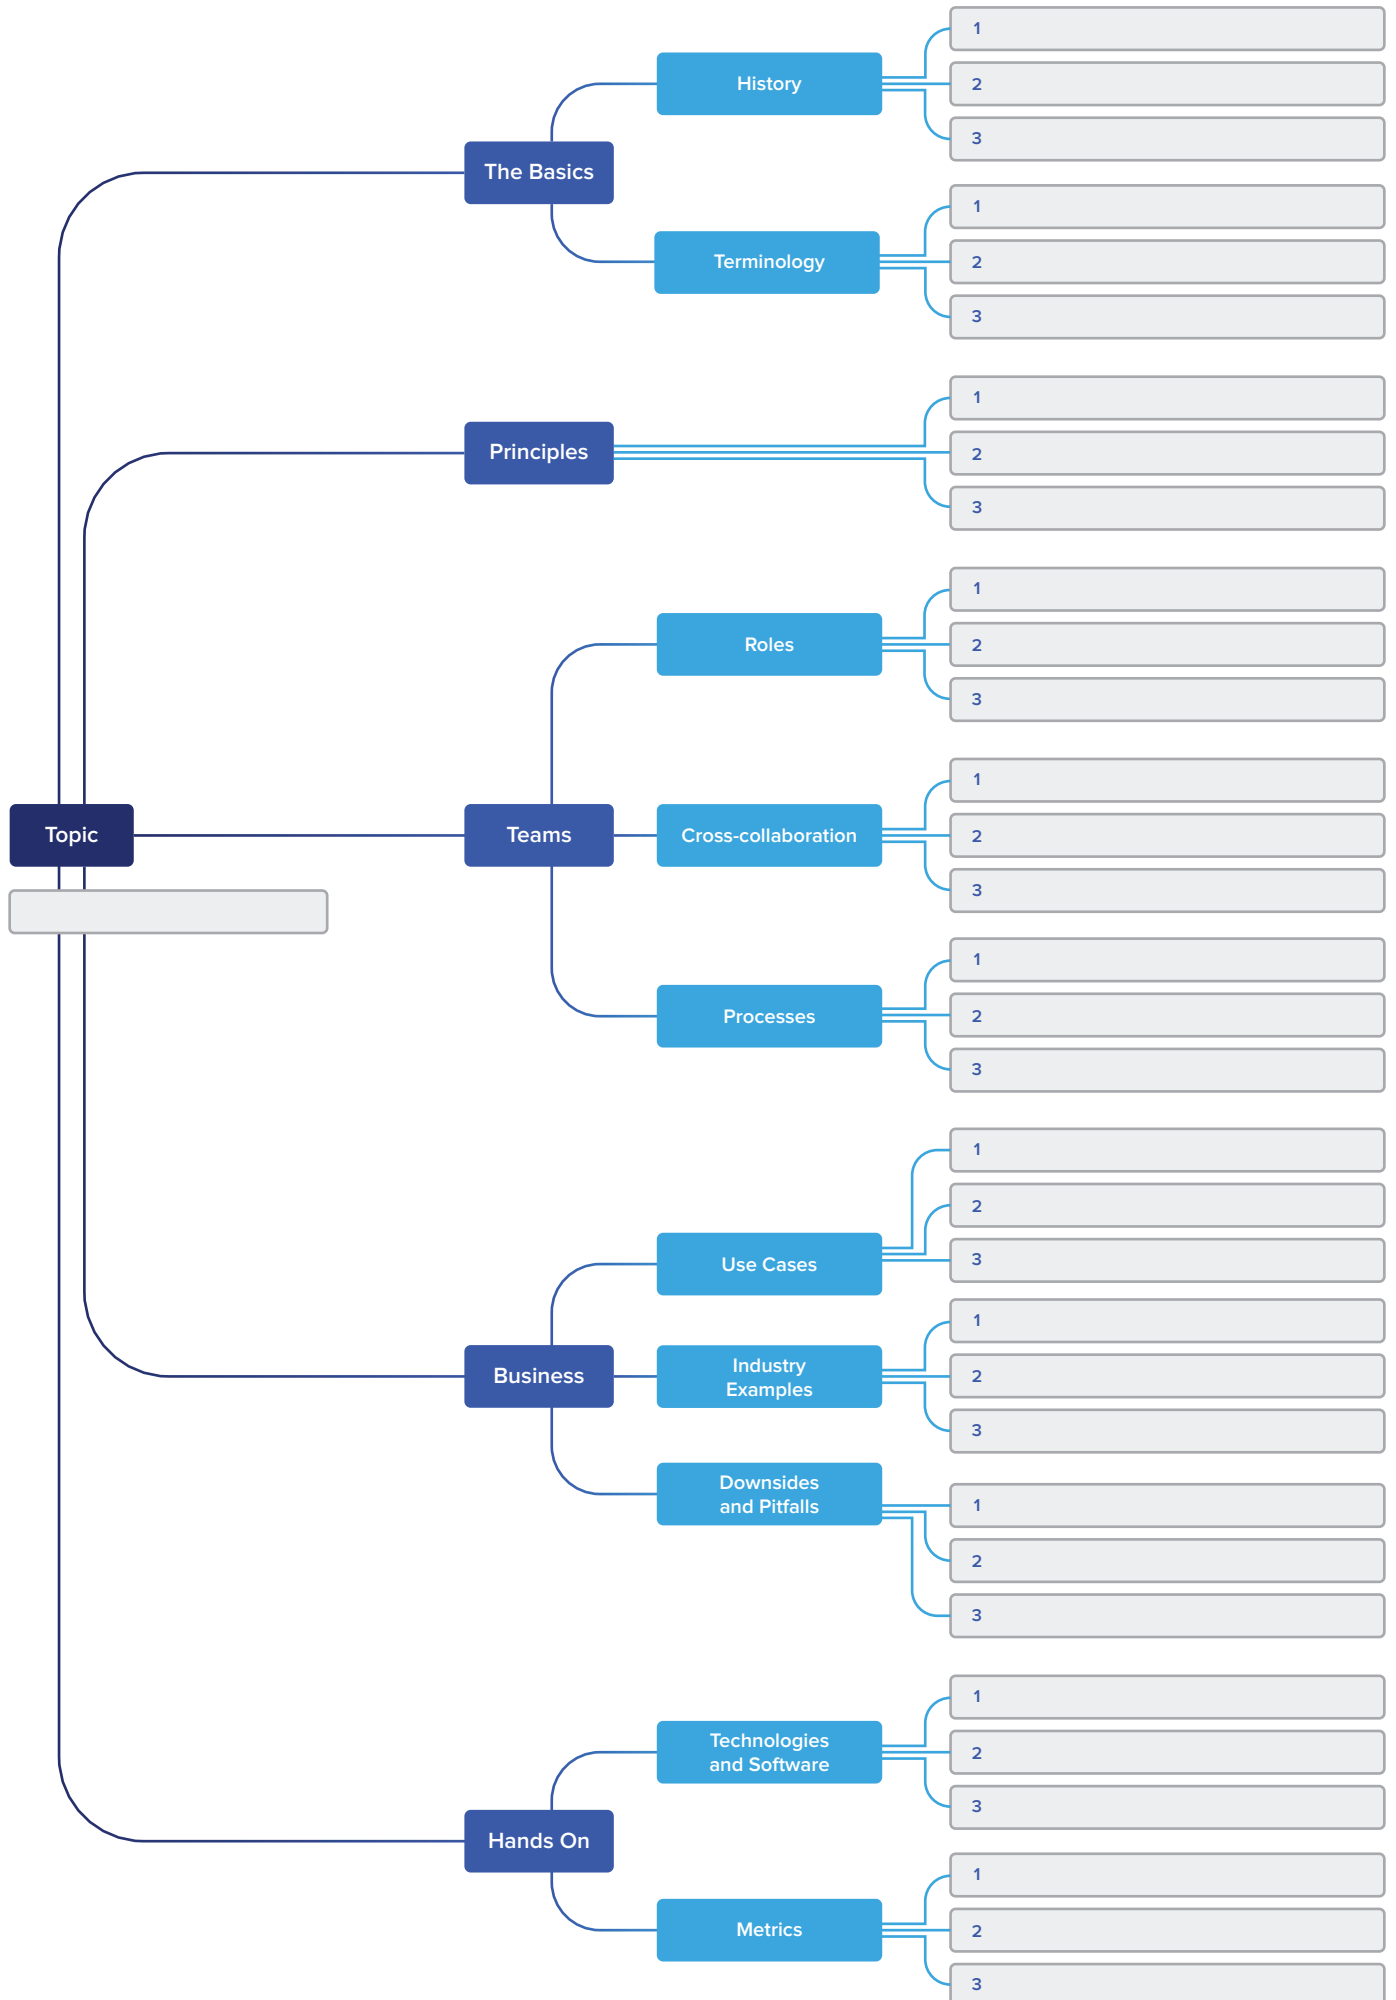 Topic
The Basics
History
1
2
3
Terminology
1
2
3
Principles
1
2
3
Teams
Roles
1
2
3
Cross-collaboration
1
2
3
Processes
1
2
3
Business
Use Cases
1
2
3
Industry
Examples
1
2
3
Downsides
and Pitfalls
1
2
3
Hands On
Technologies
and Software
1
2
3
Metrics
1
2
3